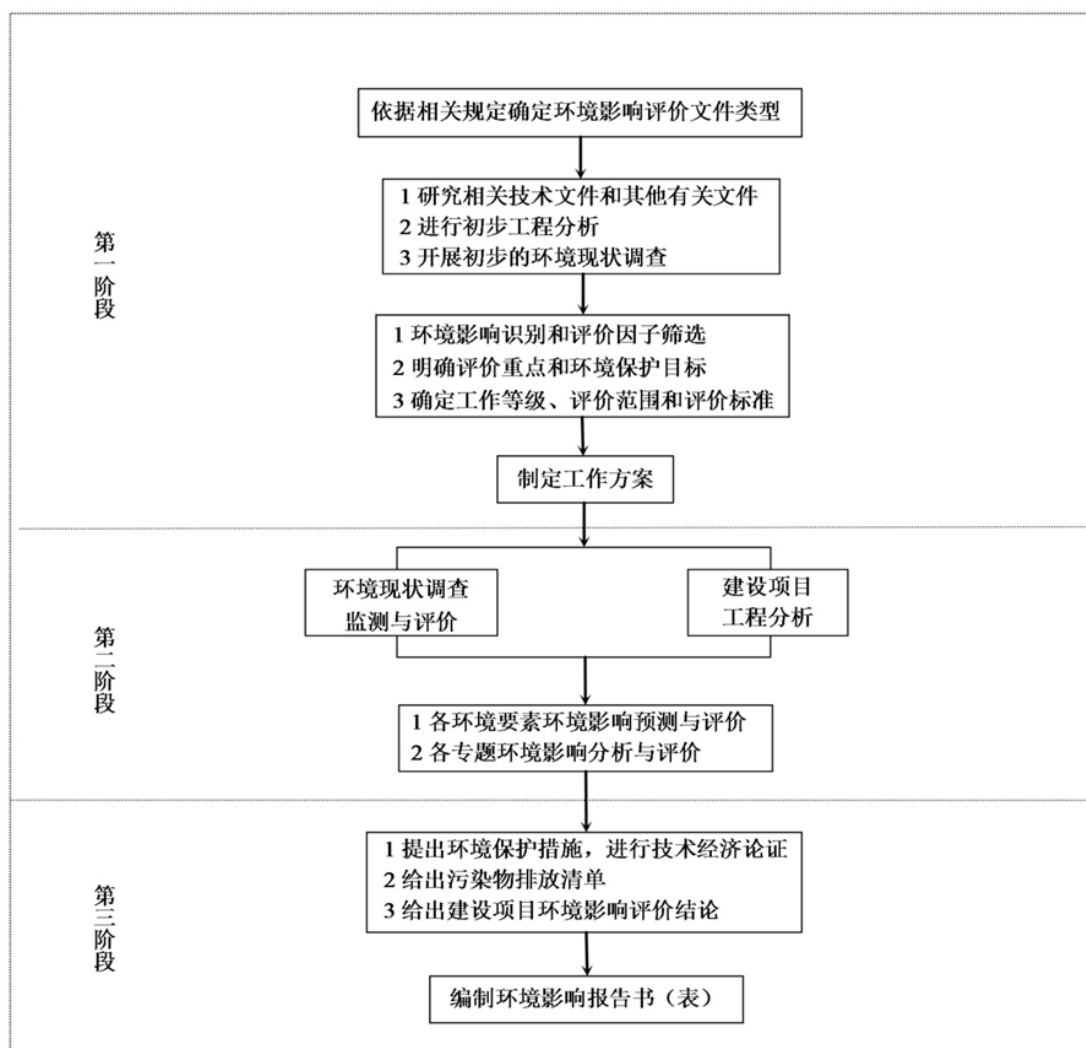 依据相关规定确定环境影响评价文件类型
1 研究相关技术文件和其他有关文件
2 进行初步工程分析
3 开展初步的环境现状调查
第一阶段
1 环境影响识别和评价因子筛选
2 明确评价重点和环境保护目标
3 确定工作等级、评价范围和评价标准
制定工作方案
环境现状调查
监测与评价
建设项目
工程分析
第二阶段
1 各环境要素环境影响预测与评价
2 各专题环境影响分析与评价
1 提出环境保护措施，进行技术经济论证
2 给出污染物排放清单
3 给出建设项目环境影响评价结论
第三阶段
编制环境影响报告书（表）